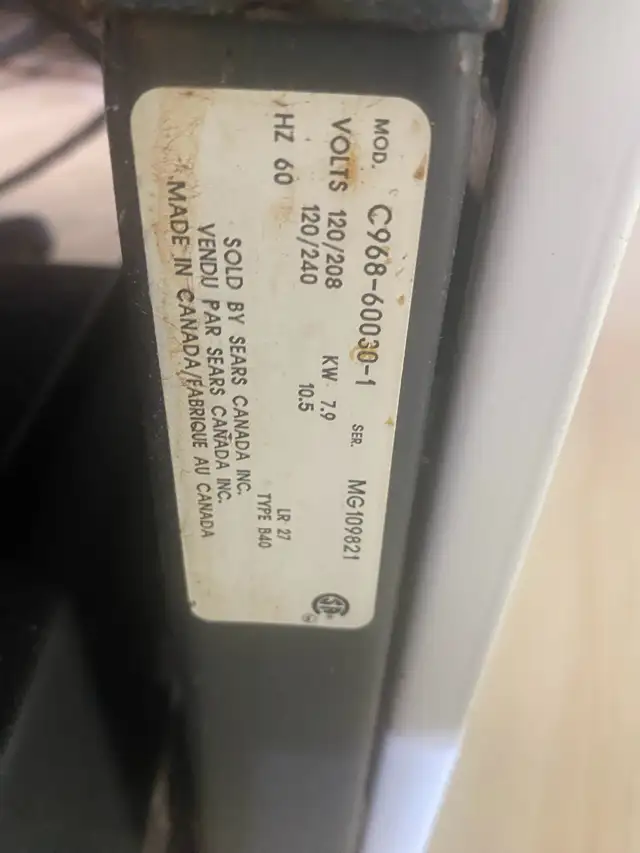 MOD. C968-60030-1 SER. MG109821
VOLTS 120/208 KW 7.9
120/240 10.5
HZ 60
LR 27
TYPE B40
SOLD BY SEARS CANADA INC.
VENDU PAR SEARS CANADA INC.
MADE IN CANADA/FABRIQUE AU CANADA